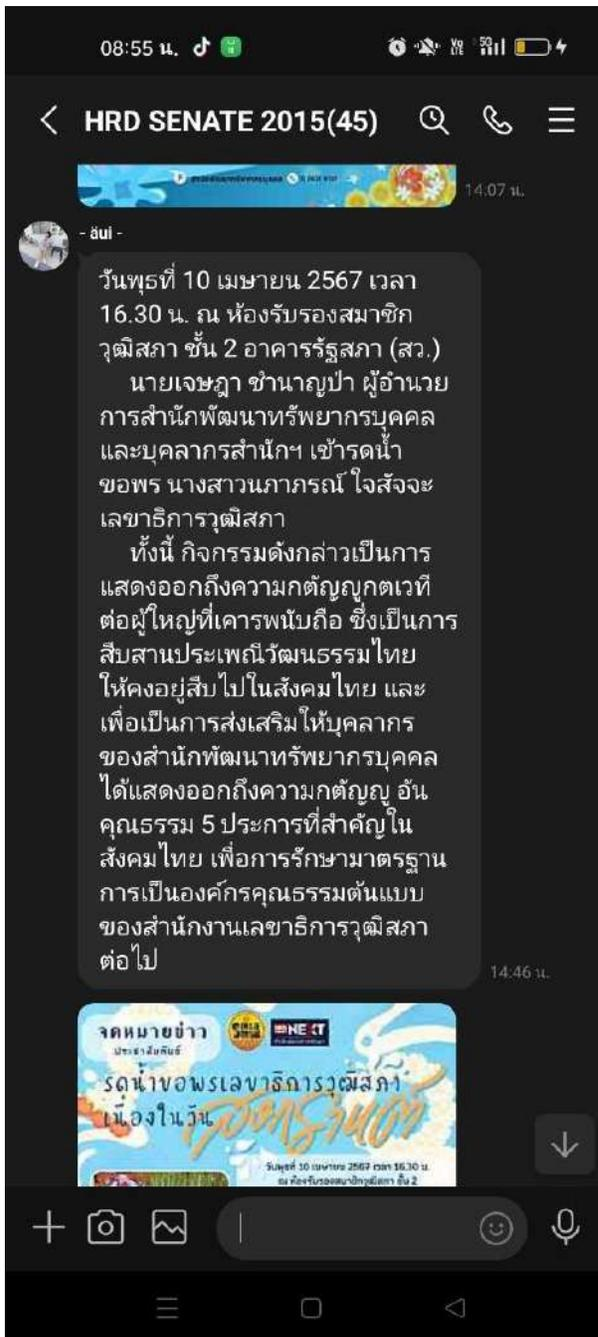 08:55 น.
HRD SENATE 2015(45)
14:07 น.
- äui -
วันพุธที่ 10 เมษายน 2567 เวลา
16.30 น. ณ ห้องรับรองสมาชิก
วุฒิสภา ชั้น 2 อาคารรัฐสภา (สว.)
นายเจษฎา ชำนาญป่า ผู้อำนวย
การสำนักพัฒนาทรัพยากรบุคคล
และบุคลากรสำนักฯ เข้ารดน้ำ
ขอพร นางสาวนภาภรณ์ ใจสัจจะ
เลขาธิการวุฒิสภา
ทั้งนี้ กิจกรรมดังกล่าวเป็นการ
แสดงออกถึงความกตัญญูกตเวที
ต่อผู้ใหญ่ที่เคารพนับถือ ซึ่งเป็นการ
สืบสานประเพณีวัฒนธรรมไทย
ให้คงอยู่สืบไปในสังคมไทย และ
เพื่อเป็นการส่งเสริมให้บุคลากร
ของสำนักพัฒนาทรัพยากรบุคคล
ได้แสดงออกถึงความกตัญญู อัน
คุณธรรม 5 ประการที่สำคัญใน
สังคมไทย เพื่อการรักษามาตรฐาน
การเป็นองค์กรคุณธรรมต้นแบบ
ของสำนักงานเลขาธิการวุฒิสภา
ต่อไป
14:46 น.
จดหมายข่าว
ประชาสัมพันธ์
รดน้ำขอพรเลขาธิการวุฒิสภา
เนื่องในวัน
สงกรานต์
วันพุธที่ 10 เมษายน 2567 เวลา 16.30 น.
ณ ห้องรับรองสมาชิกวุฒิสภา ชั้น 2